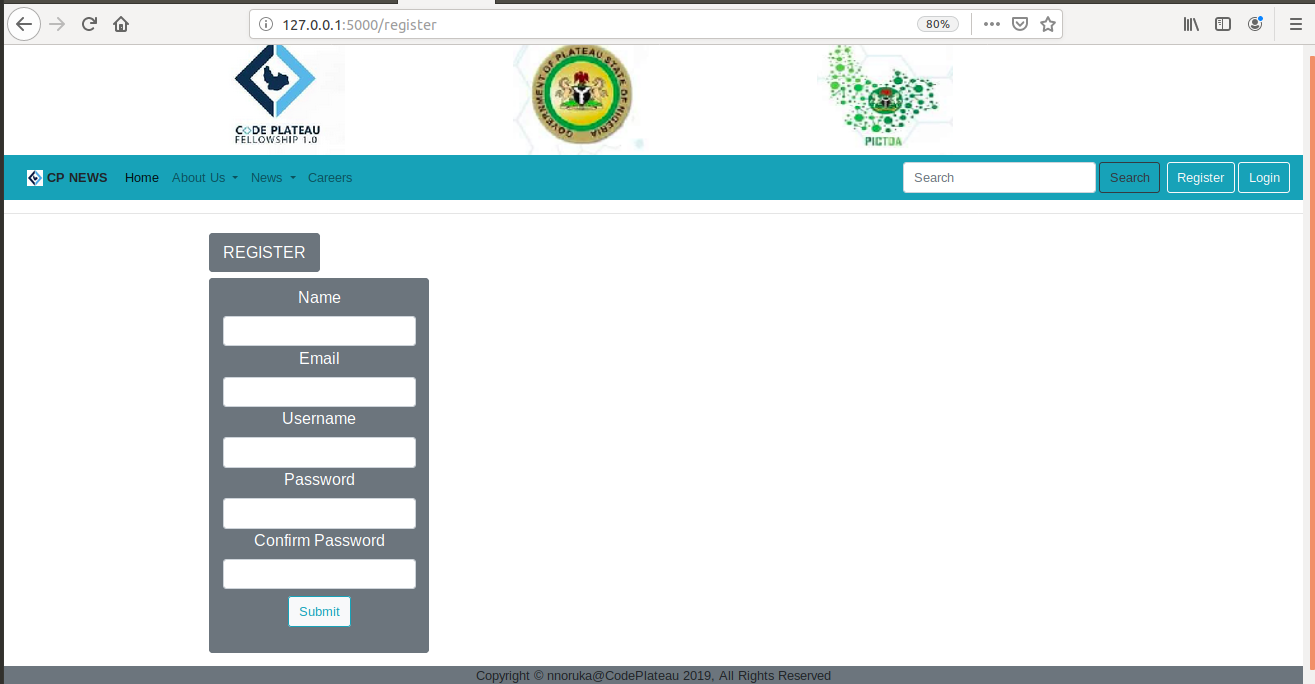 127.0.0.1:5000/register
80%
CODE PLATEAU
FELLOWSHIP 1.0
GOVERNMENT OF PLATEAU STATE OF NIGERIA
PICTDA
CP NEWS Home About Us News Careers Search Search Register Login
REGISTER
Name
Email
Username
Password
Confirm Password
Submit
Copyright © nnoruka@CodePlateau 2019, All Rights Reserved